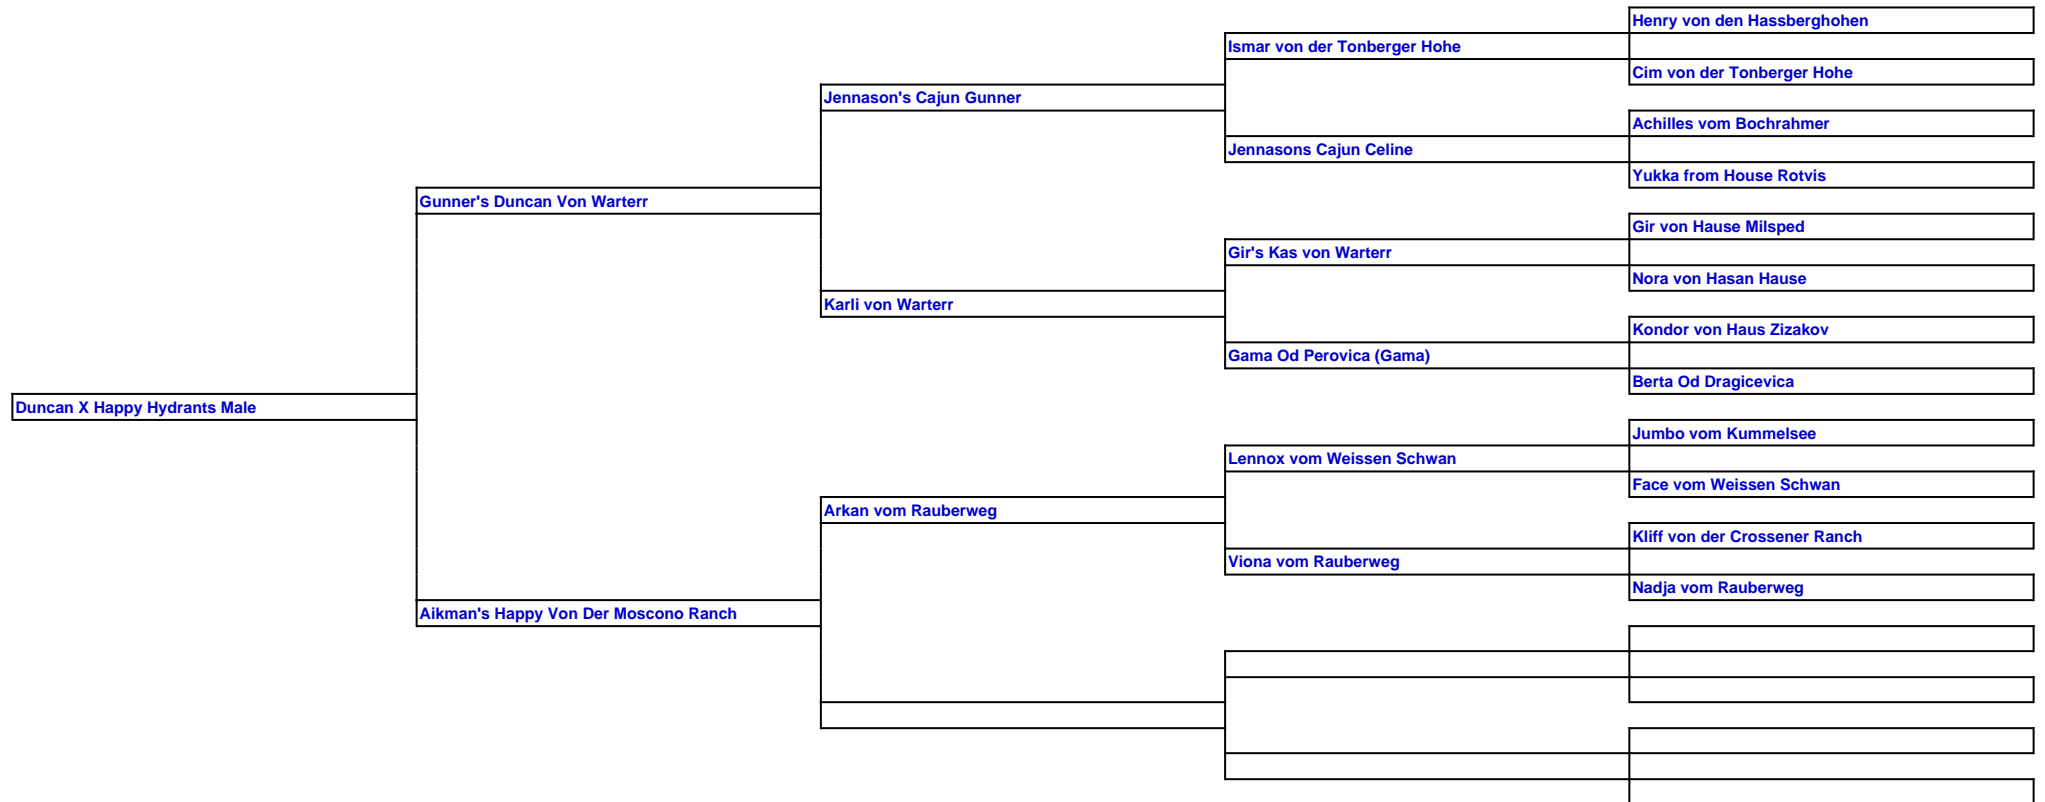 Henry von den Hassberghohen
Ismar von der Tonberger Hohe
Cim von der Tonberger Hohe
Jennason's Cajun Gunner
Achilles vom Bochrahmer
Jennasons Cajun Celine
Yukka from House Rotvis
Gunner's Duncan Von Warterr
Gir von Hause Milsped
Gir's Kas von Warterr
Nora von Hasan Hause
Karli von Warterr
Kondor von Haus Zizakov
Gama Od Perovica (Gama)
Berta Od Dragicevica
Duncan X Happy Hydrants Male
Jumbo vom Kummelsee
Lennox vom Weissen Schwan
Face vom Weissen Schwan
Arkan vom Rauberweg
Kliff von der Crossener Ranch
Viona vom Rauberweg
Nadja vom Rauberweg
Aikman's Happy Von Der Moscono Ranch